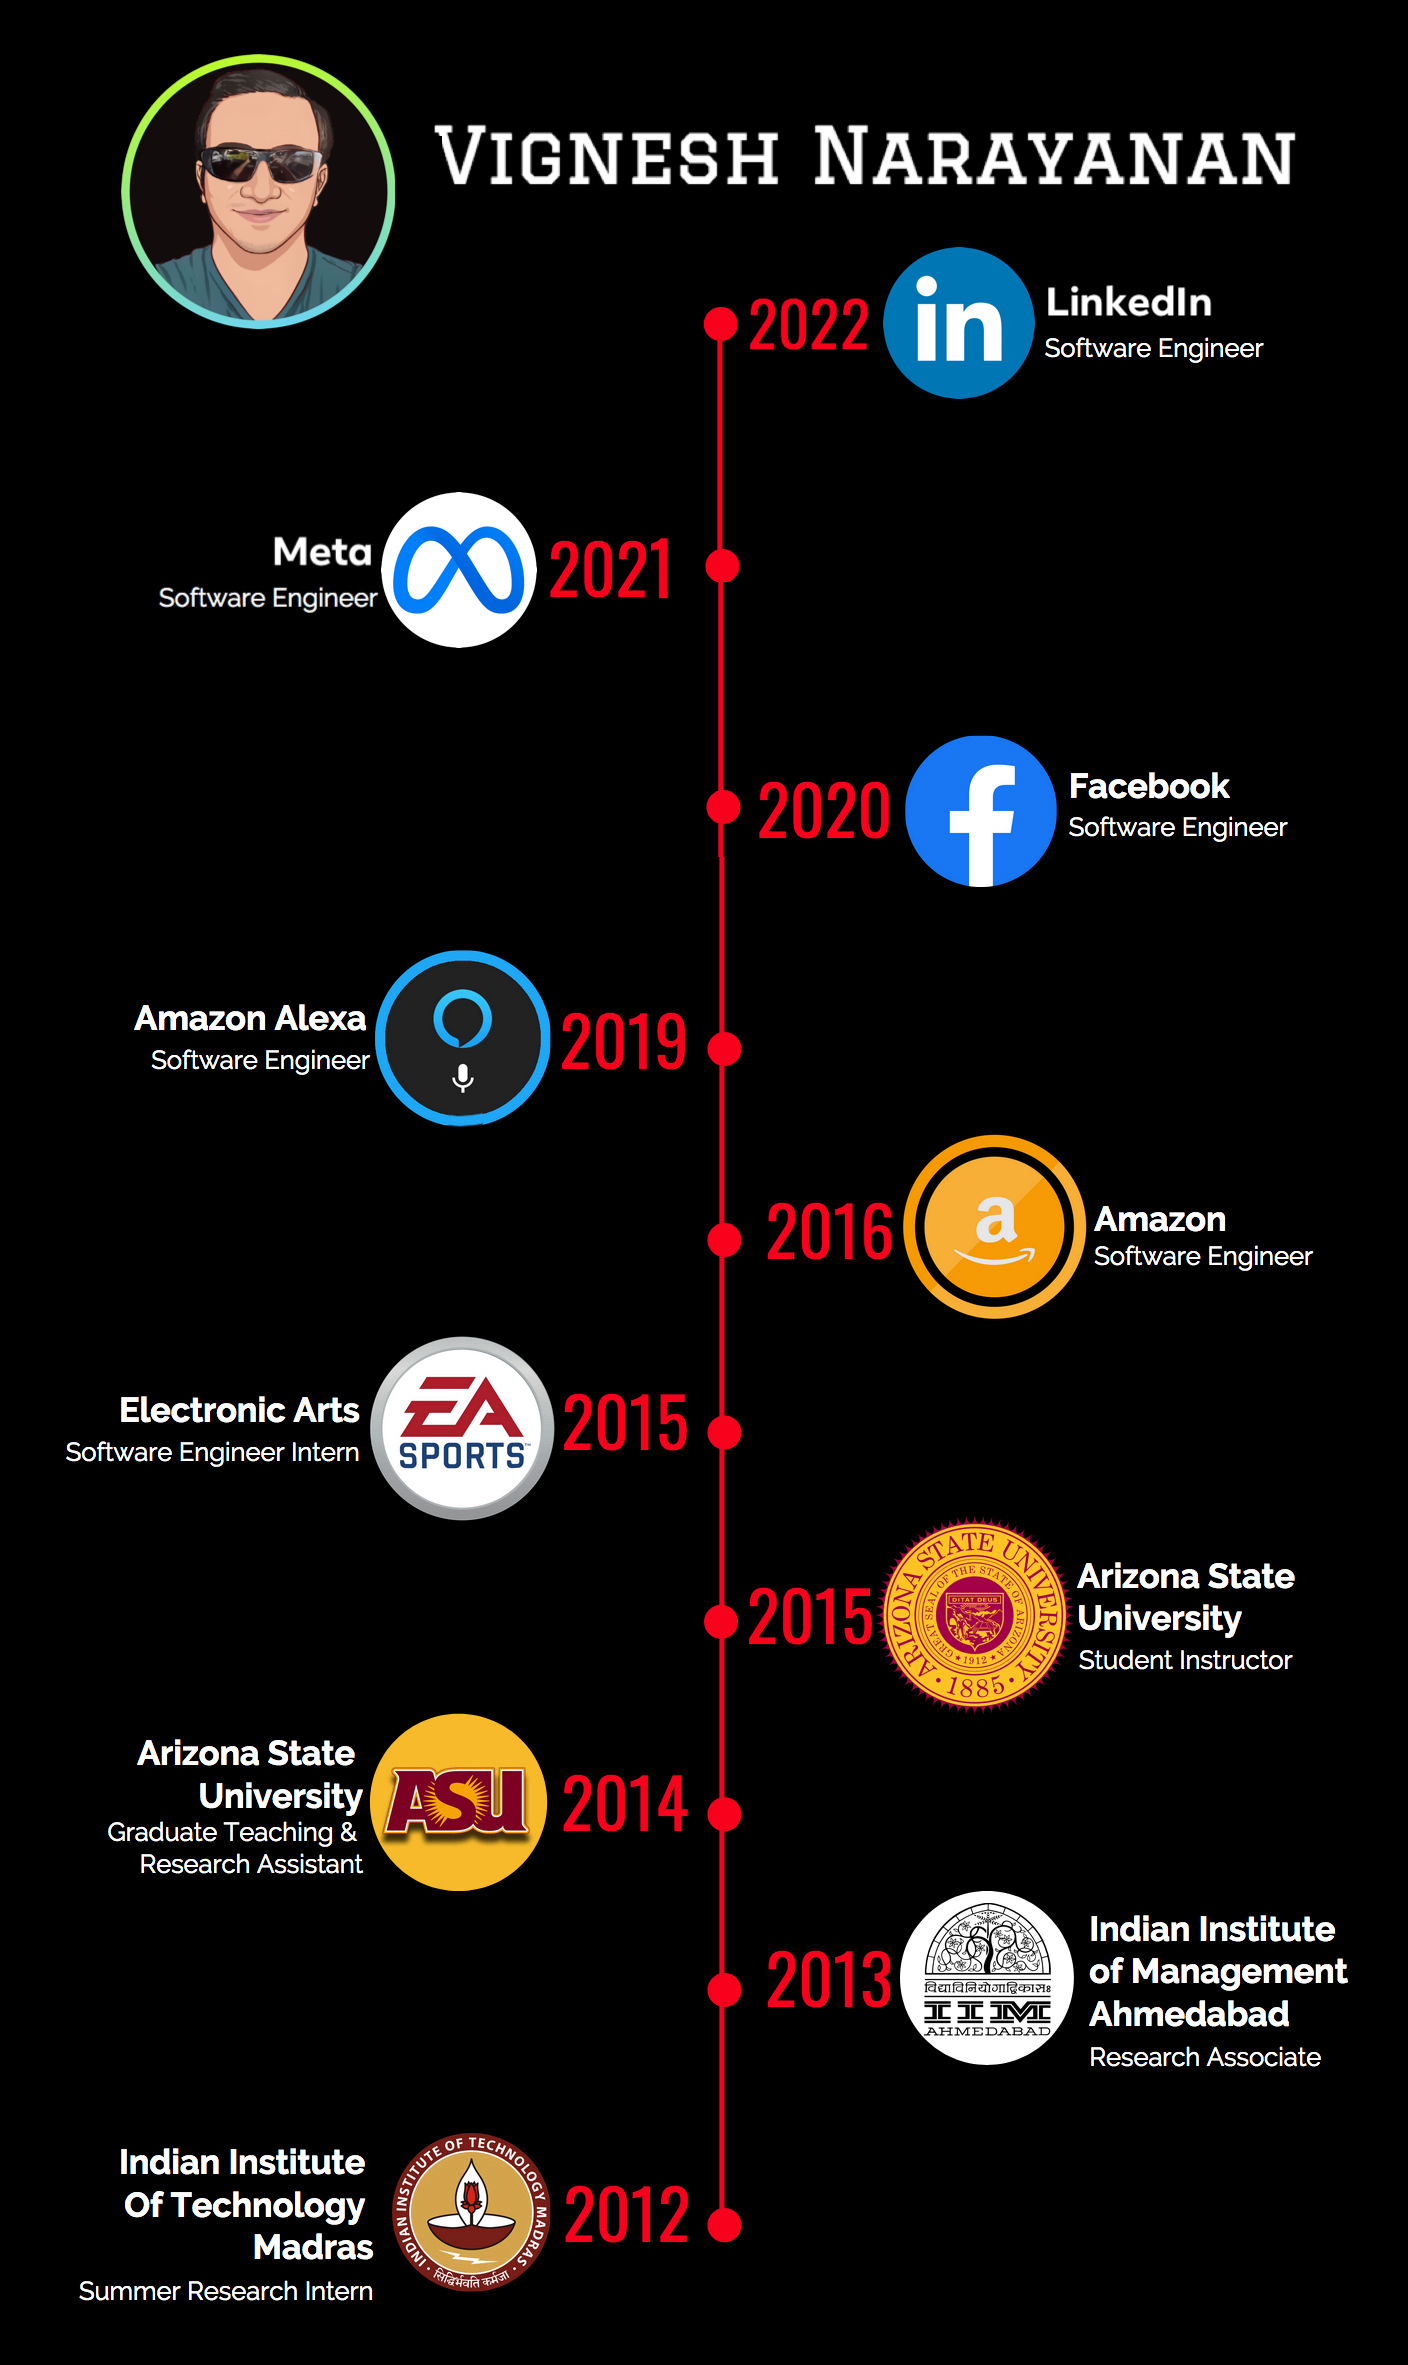 VIGNESH NARAYANAN
2022
in
LinkedIn
Software Engineer
Meta
Software Engineer
2021
2020
f
Facebook
Software Engineer
Amazon Alexa
Software Engineer
2019
2016
a
Amazon
Software Engineer
Electronic Arts
Software Engineer Intern
EA
SPORTS™
2015
2015
ARIZONA STATE UNIVERSITY
GREAT SEAL OF THE STATE OF ARIZONA
DITAT DEUS
★ 1912 ★
· 1885 ·
Arizona State
University
Student Instructor
Arizona State
University
Graduate Teaching &
Research Assistant
ASU
2014
2013
विद्याविनियोगाद्विकासः
IIM
AHMEDABAD
Indian Institute
of Management
Ahmedabad
Research Associate
Indian Institute
Of Technology
Madras
Summer Research Intern
INDIAN INSTITUTE OF TECHNOLOGY MADRAS
सिद्धिर्भवति कर्मजा
2012